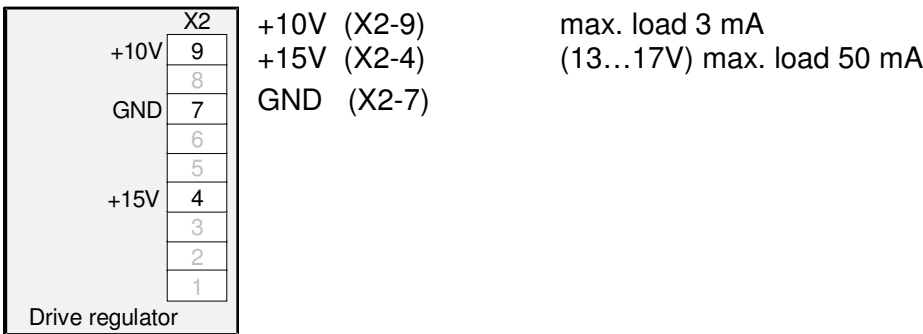 X2
+10V 9
8
GND 7
6
5
+15V 4
3
2
1
Drive regulator
+10V (X2-9) max. load 3 mA
+15V (X2-4) (13…17V) max. load 50 mA
GND (X2-7)